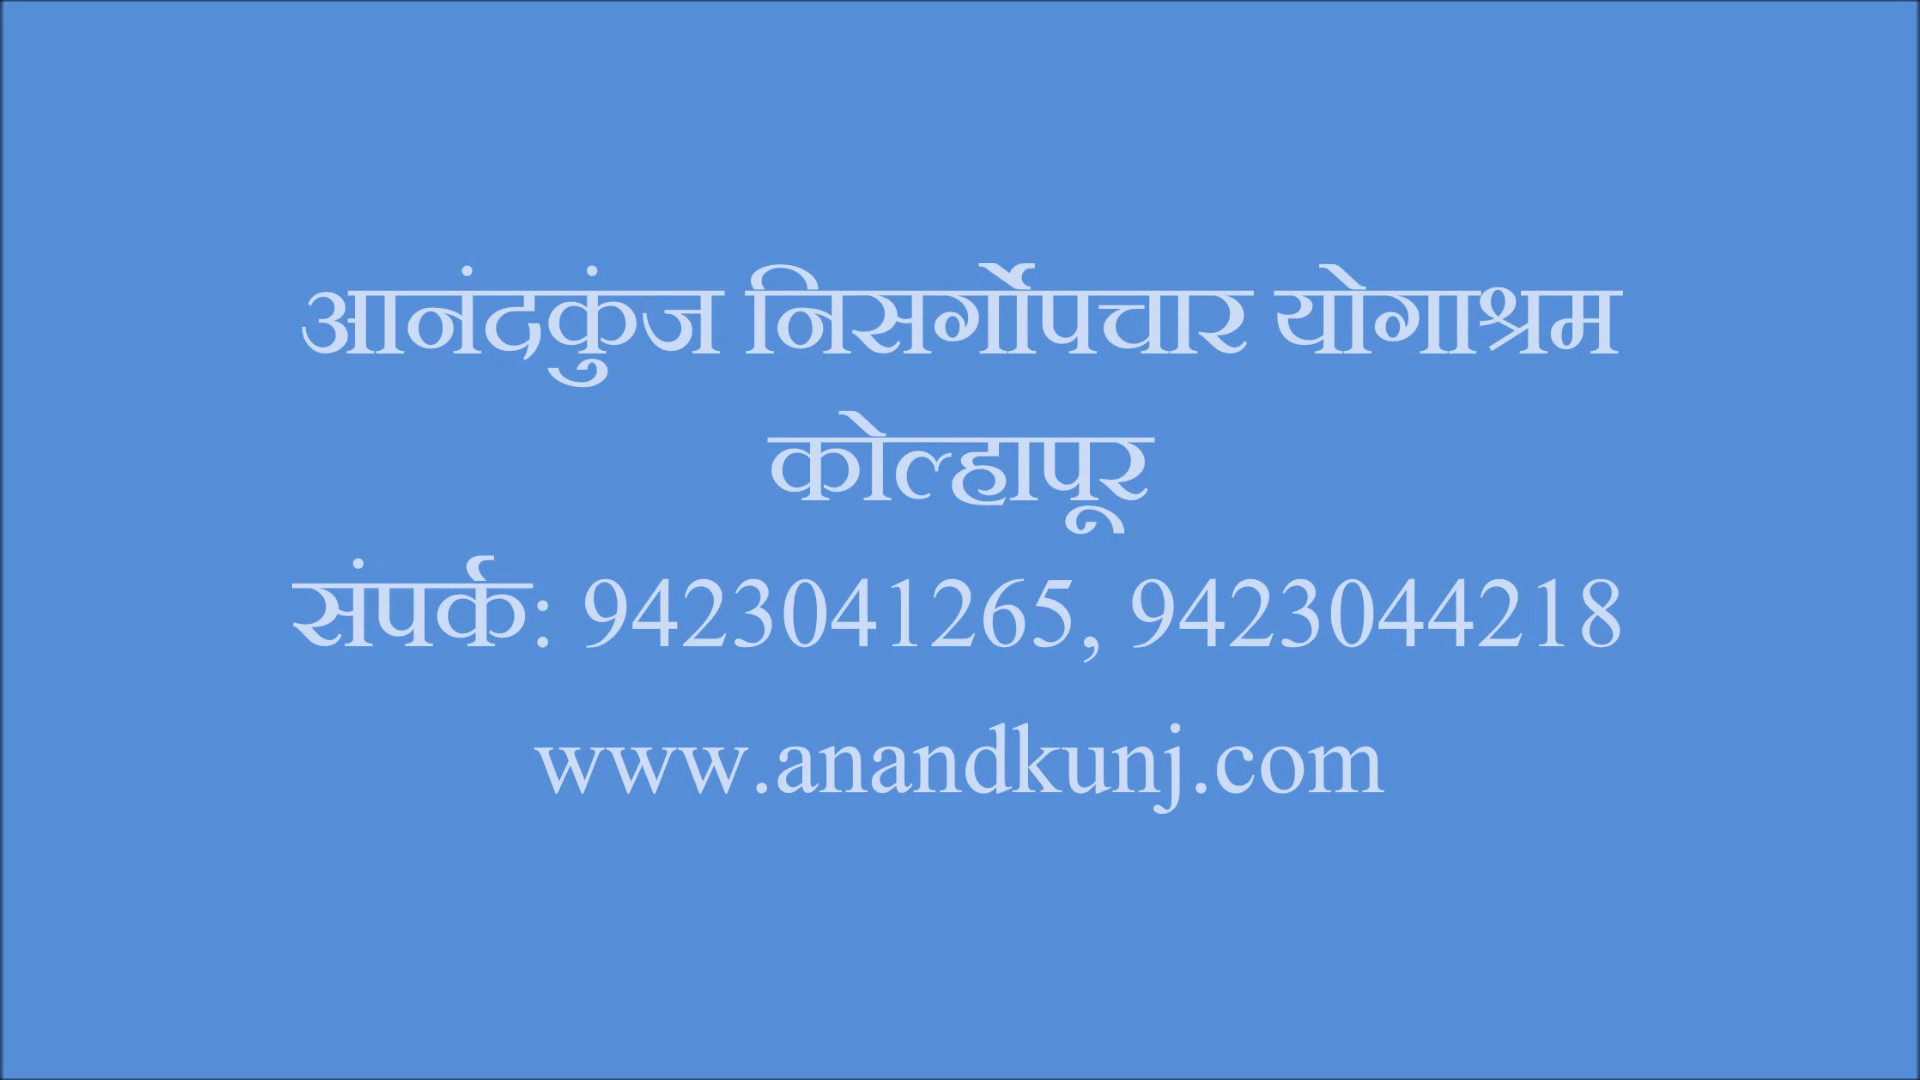 आनंदकुंज निसर्गोपचार योगाश्रम
कोल्हापूर
संपर्क: 9423041265, 9423044218
www.anandkunj.com